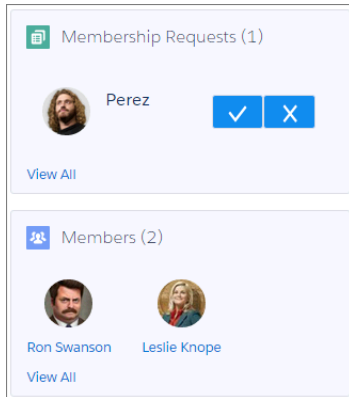 Membership Requests (1)
Perez
View All
Members (2)
Ron Swanson Leslie Knope
View All